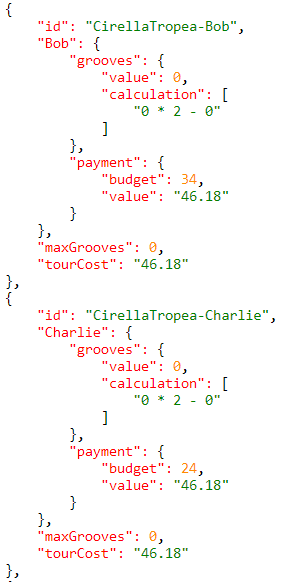 {
"id": "CirellaTropea-Bob",
"Bob": {
"grooves": {
"value": 0,
"calculation": [
"0 * 2 - 0"
]
},
"payment": {
"budget": 34,
"value": "46.18"
}
},
"maxGrooves": 0,
"tourCost": "46.18"
},
{
"id": "CirellaTropea-Charlie",
"Charlie": {
"grooves": {
"value": 0,
"calculation": [
"0 * 2 - 0"
]
},
"payment": {
"budget": 24,
"value": "46.18"
}
},
"maxGrooves": 0,
"tourCost": "46.18"
},